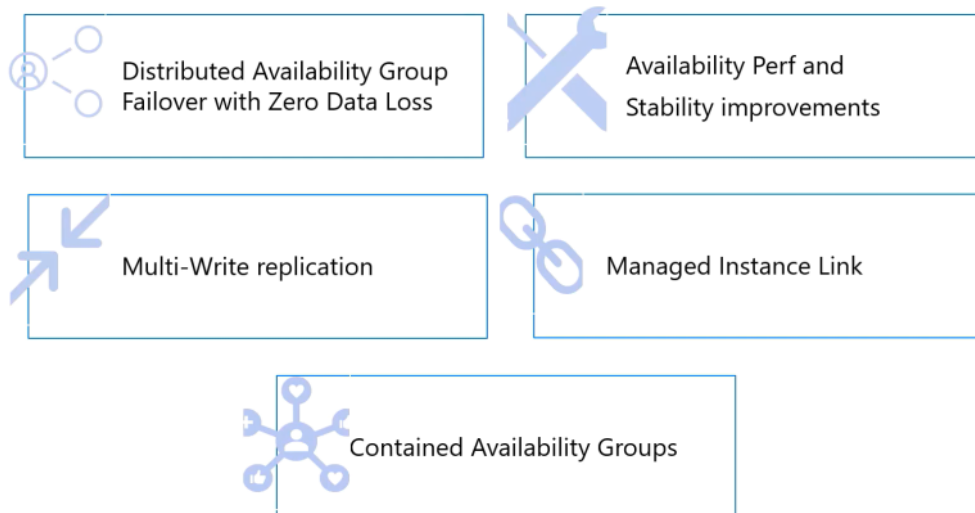 Distributed Availability Group
Failover with Zero Data Loss
Availability Perf and
Stability improvements
Multi-Write replication
Managed Instance Link
Contained Availability Groups